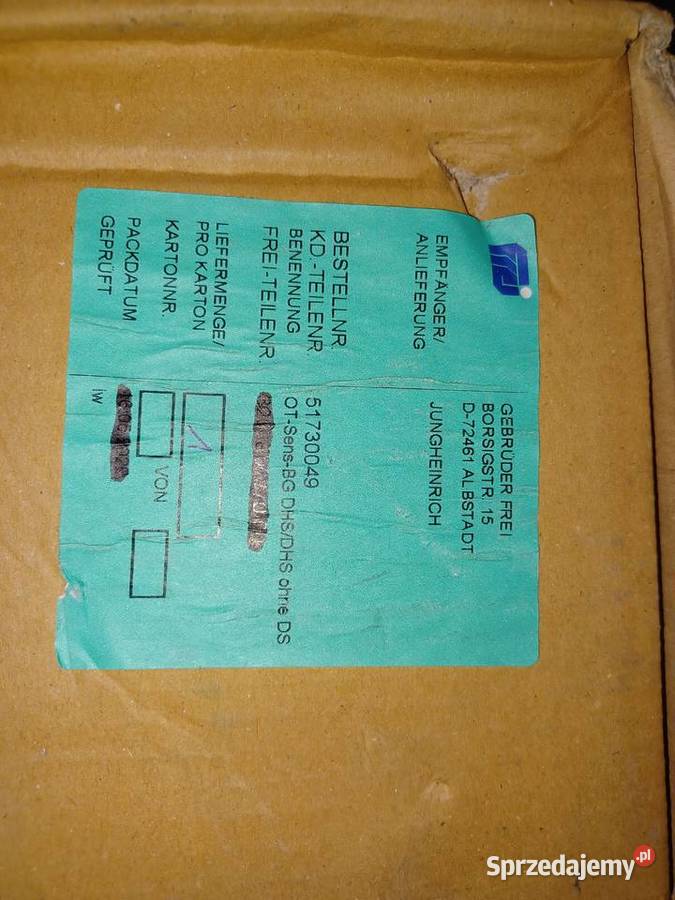 GEBRÜDER FREI
BORSIGSTR. 15
D-72461 ALBSTADT
EMPFÄNGER/
ANLIEFERUNG
JUNGHEINRICH
BESTELLNR.
KD.-TEILENR. 51730049
BENENNUNG OT-Sens-BG DHS/DHS ohne DS
FREI-TEILENR.
LIEFERMENGE/
PRO KARTON 1
KARTONNR. VON
PACKDATUM
GEPRÜFT iw
Sprzedajemy.pl